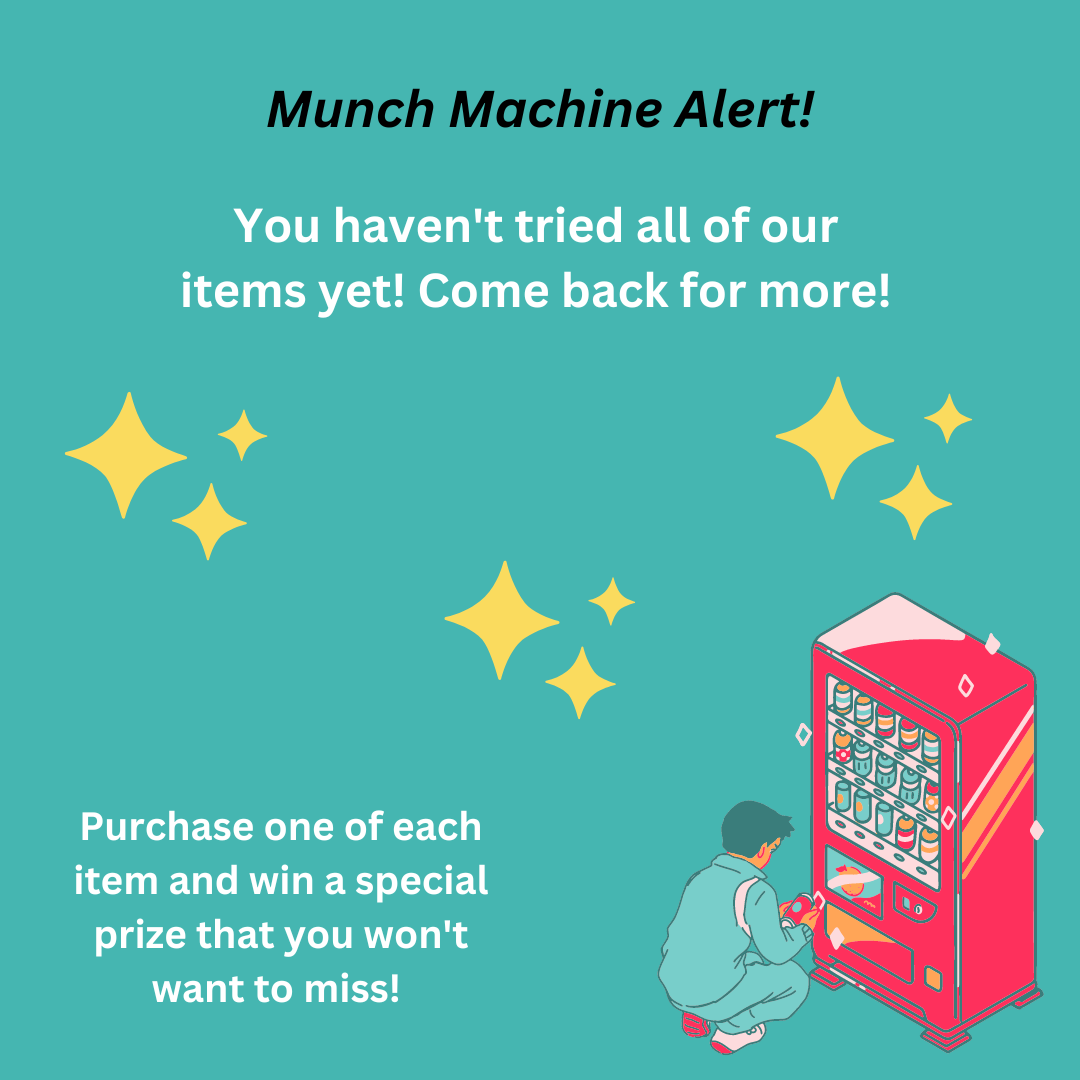 Munch Machine Alert!
You haven't tried all of our
items yet! Come back for more!
Purchase one of each
item and win a special
prize that you won't
want to miss!